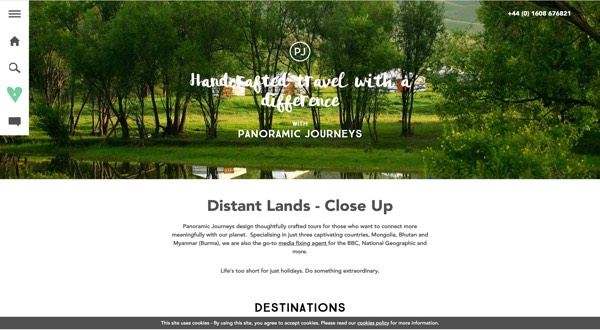 +44 (0) 1608 676821
PJ
Handcrafted travel with a
difference
WITH
PANORAMIC JOURNEYS
Distant Lands - Close Up
Panoramic Journeys design thoughtfully crafted tours for those who want to connect more
meaningfully with our planet. Specialising in just three captivating countries, Mongolia, Bhutan and
Myanmar (Burma), we are also the go-to media fixing agent for the BBC, National Geographic and
more.
Life's too short for just holidays. Do something extraordinary.
DESTINATIONS
This site uses cookies - By using this site, you agree to accept cookies. Please read our cookies policy for more information.